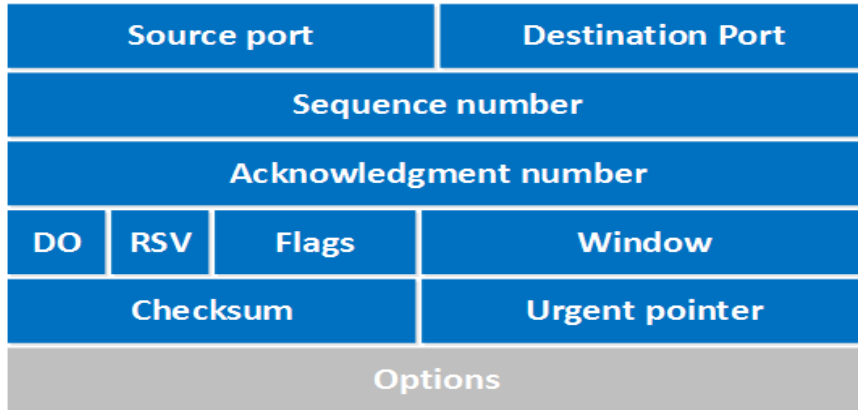 Source port Destination Port
Sequence number
Acknowledgment number
DO RSV Flags Window
Checksum Urgent pointer
Options